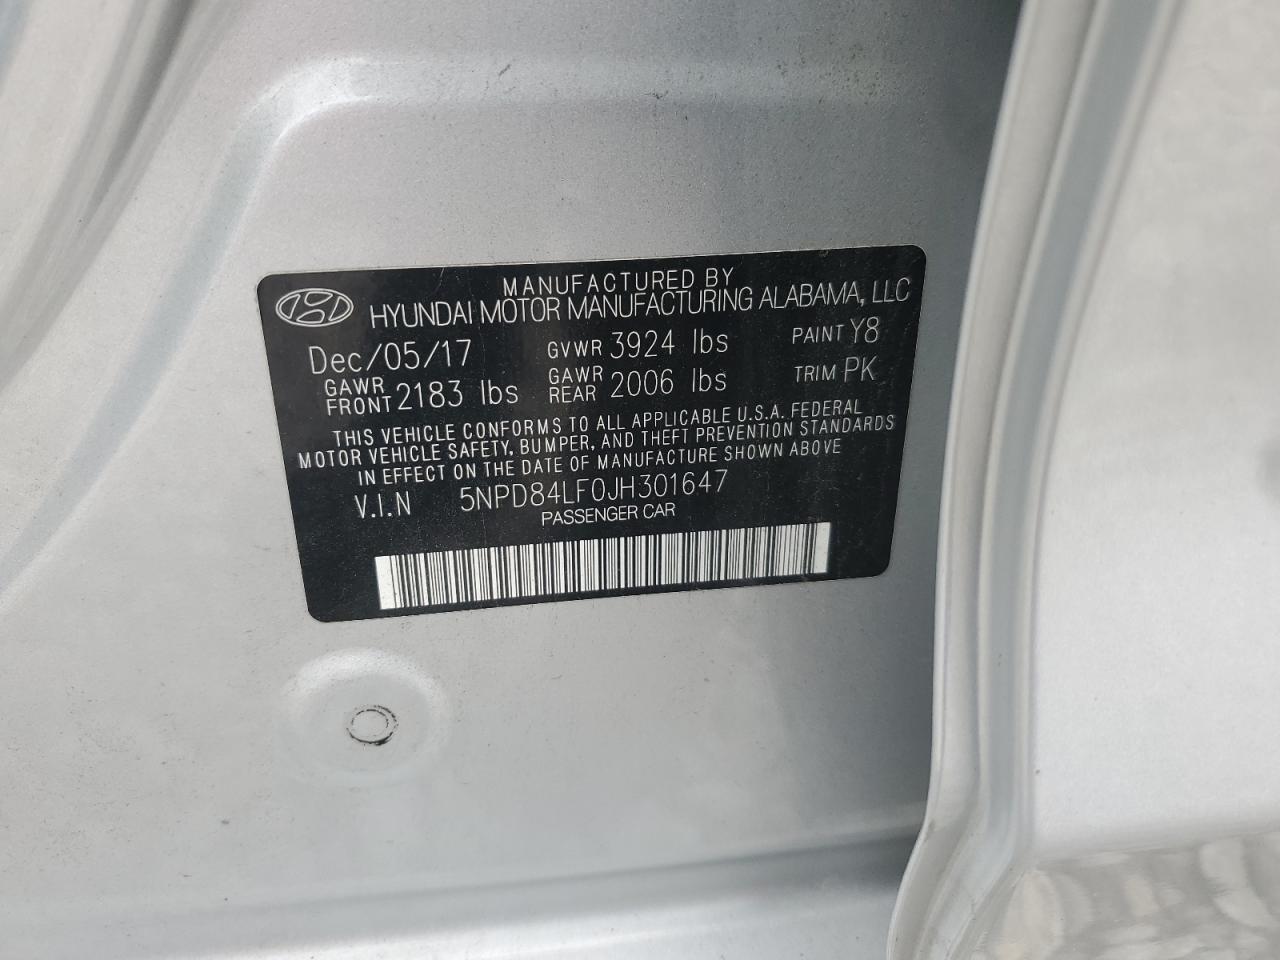 MANUFACTURED BY
HYUNDAI MOTOR MANUFACTURING ALABAMA, LLC
Dec/05/17 GVWR 3924 lbs PAINT Y8
GAWR FRONT 2183 lbs GAWR REAR 2006 lbs TRIM PK
THIS VEHICLE CONFORMS TO ALL APPLICABLE U.S.A. FEDERAL
MOTOR VEHICLE SAFETY, BUMPER, AND THEFT PREVENTION STANDARDS
IN EFFECT ON THE DATE OF MANUFACTURE SHOWN ABOVE
V.I.N 5NPD84LF0JH301647
PASSENGER CAR